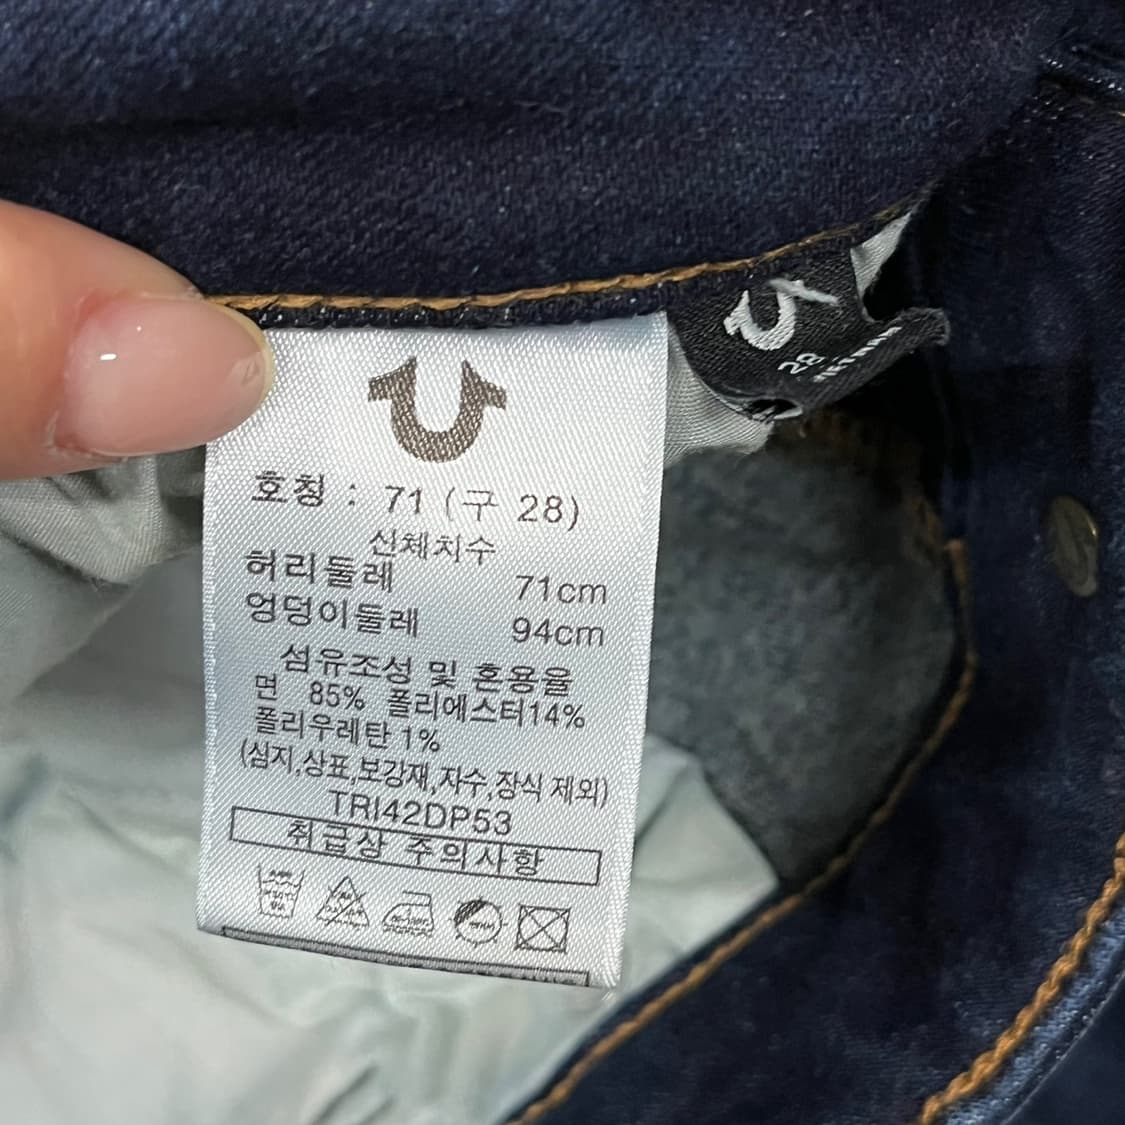 호칭 : 71 (구 28)
신체치수
허리둘레 71cm
엉덩이둘레 94cm
섬유조성 및 혼용율
면 85% 폴리에스터14%
폴리우레탄 1%
(심지,상표,보강재,자수,장식 제외)
TRI42DP53
취급상 주의사항
28